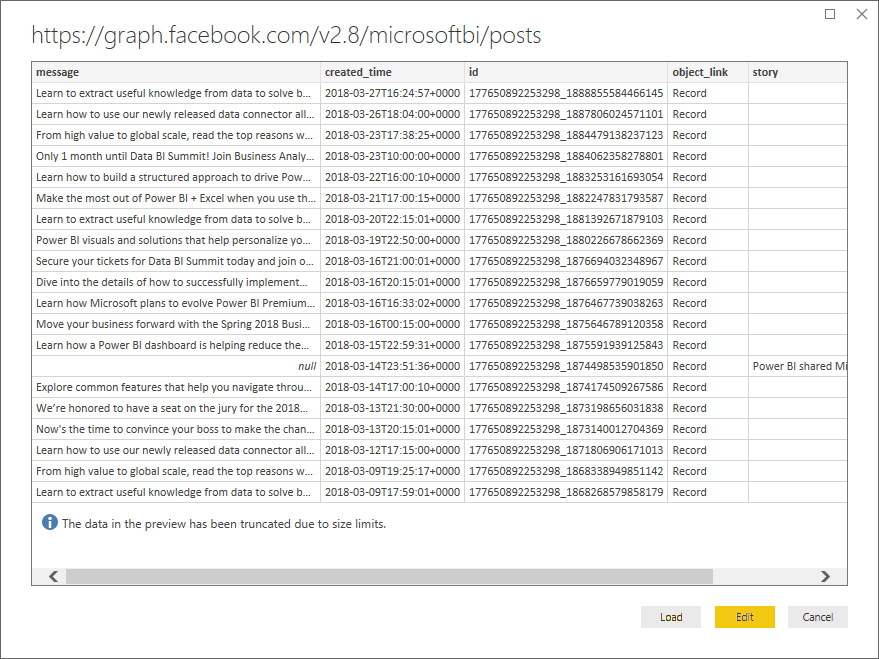 https://graph.facebook.com/v2.8/microsoftbi/posts
message created_time id object_link story
Learn to extract useful knowledge from data to solve b... 2018-03-27T16:24:57+0000 177650892253298_1888855584466145 Record
Learn how to use our newly released data connector all... 2018-03-26T18:04:00+0000 177650892253298_1887806024571101 Record
From high value to global scale, read the top reasons w... 2018-03-23T17:38:25+0000 177650892253298_1884479138237123 Record
Only 1 month until Data BI Summit! Join Business Analy... 2018-03-23T10:00:00+0000 177650892253298_1884062358278801 Record
Learn how to build a structured approach to drive Pow... 2018-03-22T16:00:10+0000 177650892253298_1883253161693054 Record
Make the most out of Power BI + Excel when you use th... 2018-03-21T17:00:15+0000 177650892253298_1882247831793587 Record
Learn to extract useful knowledge from data to solve b... 2018-03-20T22:15:01+0000 177650892253298_1881392671879103 Record
Power BI visuals and solutions that help personalize yo... 2018-03-19T22:50:00+0000 177650892253298_1880226678662369 Record
Secure your tickets for Data BI Summit today and join o... 2018-03-16T21:00:01+0000 177650892253298_1876694032348967 Record
Dive into the details of how to successfully implement... 2018-03-16T20:15:01+0000 177650892253298_1876659779019059 Record
Learn how Microsoft plans to evolve Power BI Premium... 2018-03-16T16:33:02+0000 177650892253298_1876467739038263 Record
Move your business forward with the Spring 2018 Busi... 2018-03-16T00:15:00+0000 177650892253298_1875646789120358 Record
Learn how a Power BI dashboard is helping reduce the... 2018-03-15T22:59:31+0000 177650892253298_1875591939125843 Record
null 2018-03-14T23:51:36+0000 177650892253298_1874498535901850 Record Power BI shared Mi
Explore common features that help you navigate throu... 2018-03-14T17:00:10+0000 177650892253298_1874174509267586 Record
We're honored to have a seat on the jury for the 2018... 2018-03-13T21:30:00+0000 177650892253298_1873198656031838 Record
Now's the time to convince your boss to make the chan... 2018-03-13T20:15:01+0000 177650892253298_1873140012704369 Record
Learn how to use our newly released data connector all... 2018-03-12T17:15:00+0000 177650892253298_1871806906171013 Record
From high value to global scale, read the top reasons w... 2018-03-09T19:25:17+0000 177650892253298_1868338949851142 Record
Learn to extract useful knowledge from data to solve b... 2018-03-09T17:59:01+0000 177650892253298_1868268579858179 Record
The data in the preview has been truncated due to size limits.
Load Edit Cancel